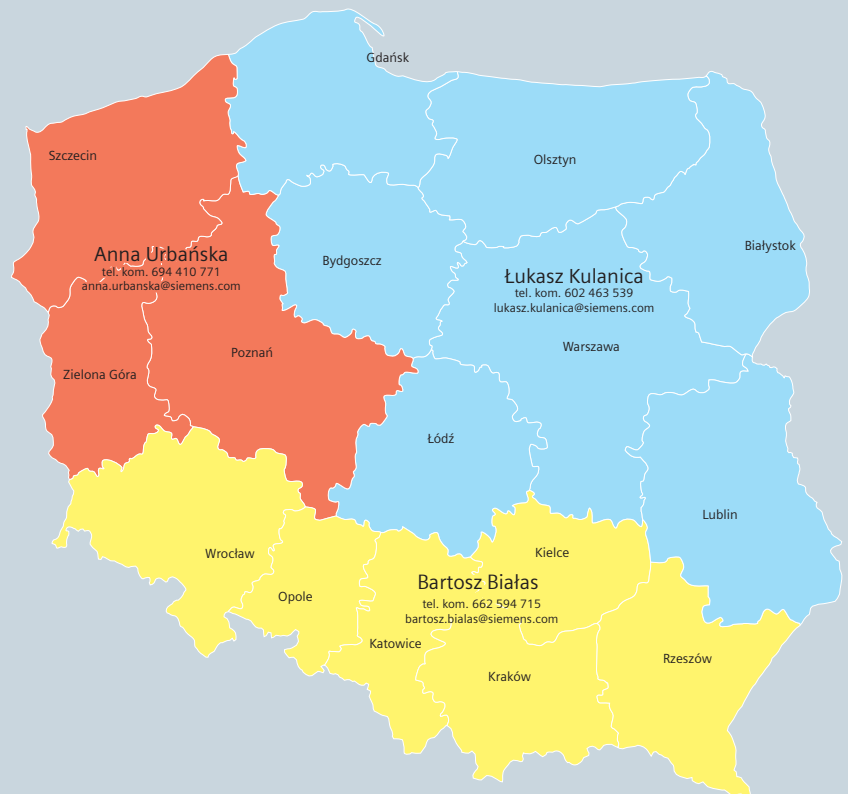 Gdańsk
Szczecin
Olsztyn
Białystok
Anna Urbańska
tel. kom. 694 410 771
anna.urbanska@siemens.com
Bydgoszcz
Łukasz Kulanica
tel. kom. 602 463 539
lukasz.kulanica@siemens.com
Warszawa
Poznań
Zielona Góra
Łódź
Lublin
Wrocław
Kielce
Bartosz Białas
tel. kom. 662 594 715
bartosz.bialas@siemens.com
Opole
Katowice
Rzeszów
Kraków